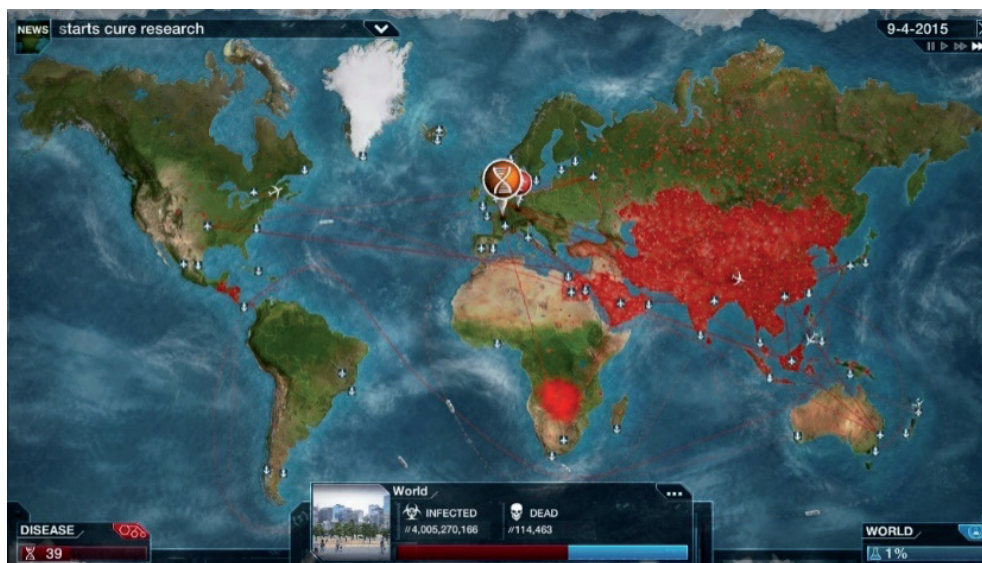 NEWS starts cure research
9-4-2015
World
INFECTED
//4,005,270,166
DEAD
//114,463
DISEASE
39
WORLD
1%